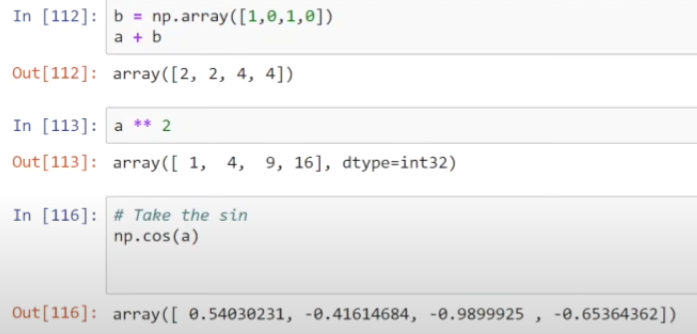 In [112]: b = np.array([1,0,1,0])
a + b
Out[112]: array([2, 2, 4, 4])
In [113]: a ** 2
Out[113]: array([ 1,  4,  9, 16], dtype=int32)
In [116]: # Take the sin
np.cos(a)
Out[116]: array([ 0.54030231, -0.41614684, -0.9899925 , -0.65364362])